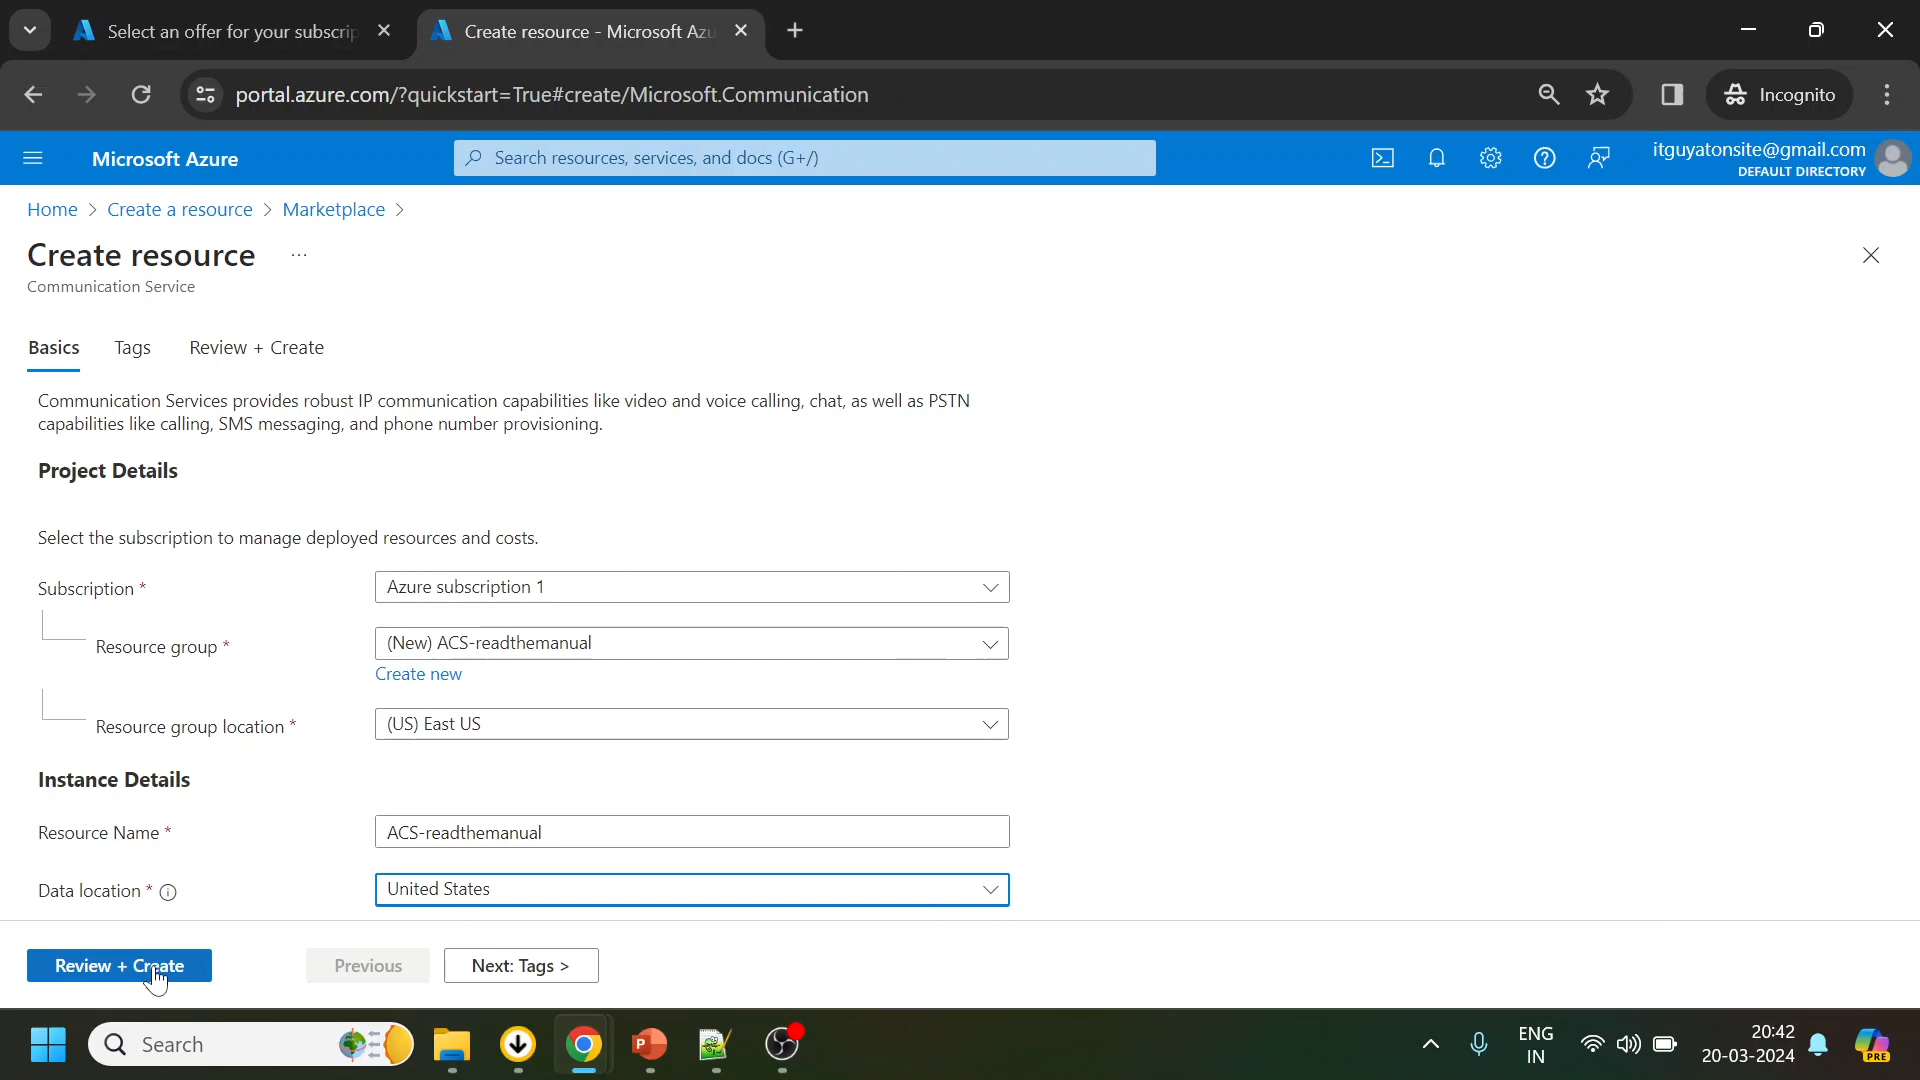 Select an offer for your subscrip
Create resource - Microsoft Azu
portal.azure.com/?quickstart=True#create/Microsoft.Communication
Incognito
Microsoft Azure
Search resources, services, and docs (G+/)
itguyatonsite@gmail.com
DEFAULT DIRECTORY
Home > Create a resource > Marketplace >
Create resource ...
Communication Service
Basics Tags Review + Create
Communication Services provides robust IP communication capabilities like video and voice calling, chat, as well as PSTN
capabilities like calling, SMS messaging, and phone number provisioning.
Project Details
Select the subscription to manage deployed resources and costs.
Subscription * Azure subscription 1
Resource group * (New) ACS-readthemanual
Create new
Resource group location * (US) East US
Instance Details
Resource Name * ACS-readthemanual
Data location * United States
Review + Create Previous Next: Tags >
Search
ENG
IN
20:42
20-03-2024
PRE